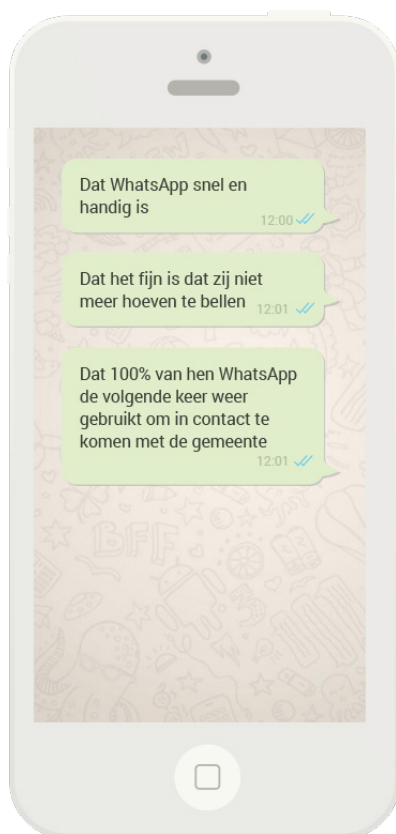 Dat WhatsApp snel en
handig is
12:00
Dat het fijn is dat zij niet
meer hoeven te bellen 12:01
Dat 100% van hen WhatsApp
de volgende keer weer
gebruikt om in contact te
komen met de gemeente
12:01
BFF